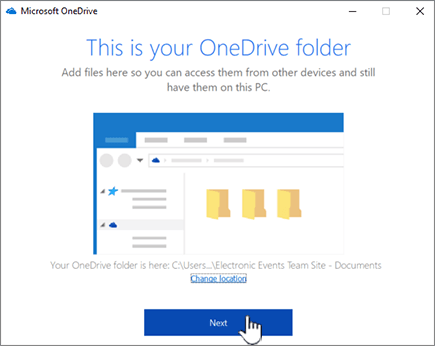 Microsoft OneDrive
This is your OneDrive folder
Add files here so you can access them from other devices and still
have them on this PC.
Your OneDrive folder is here: C:\Users...\Electronic Events Team Site - Documents
Change location
Next